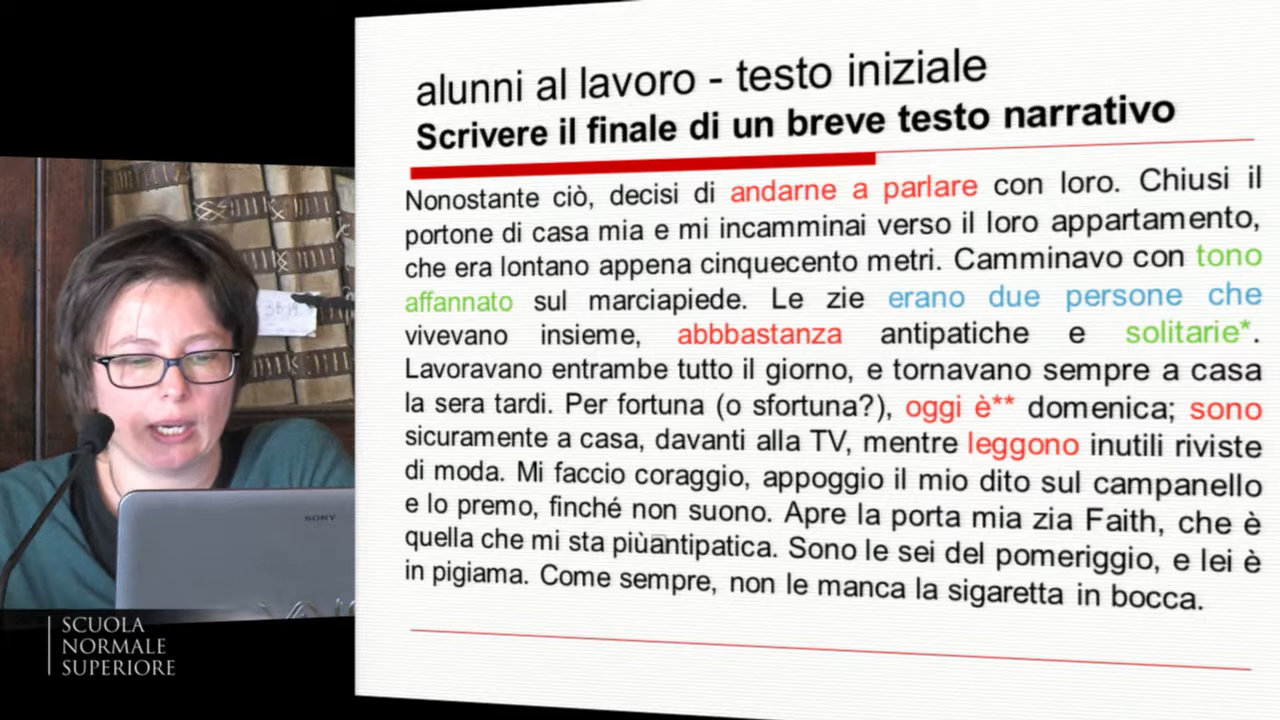 alunni al lavoro - testo iniziale
Scrivere il finale di un breve testo narrativo
Nonostante ciò, decisi di andarne a parlare con loro. Chiusi il
portone di casa mia e mi incamminai verso il loro appartamento,
che era lontano appena cinquecento metri. Camminavo con tono
affannato sul marciapiede. Le zie erano due persone che
vivevano insieme, abbbastanza antipatiche e solitarie*.
Lavoravano entrambe tutto il giorno, e tornavano sempre a casa
la sera tardi. Per fortuna (o sfortuna?), oggi è** domenica; sono
sicuramente a casa, davanti alla TV, mentre leggono inutili riviste
di moda. Mi faccio coraggio, appoggio il mio dito sul campanello
e lo premo, finché non suono. Apre la porta mia zia Faith, che è
quella che mi sta piùantipatica. Sono le sei del pomeriggio, e lei è
in pigiama. Come sempre, non le manca la sigaretta in bocca.
SONY
SCUOLA
NORMALE
SUPERIORE